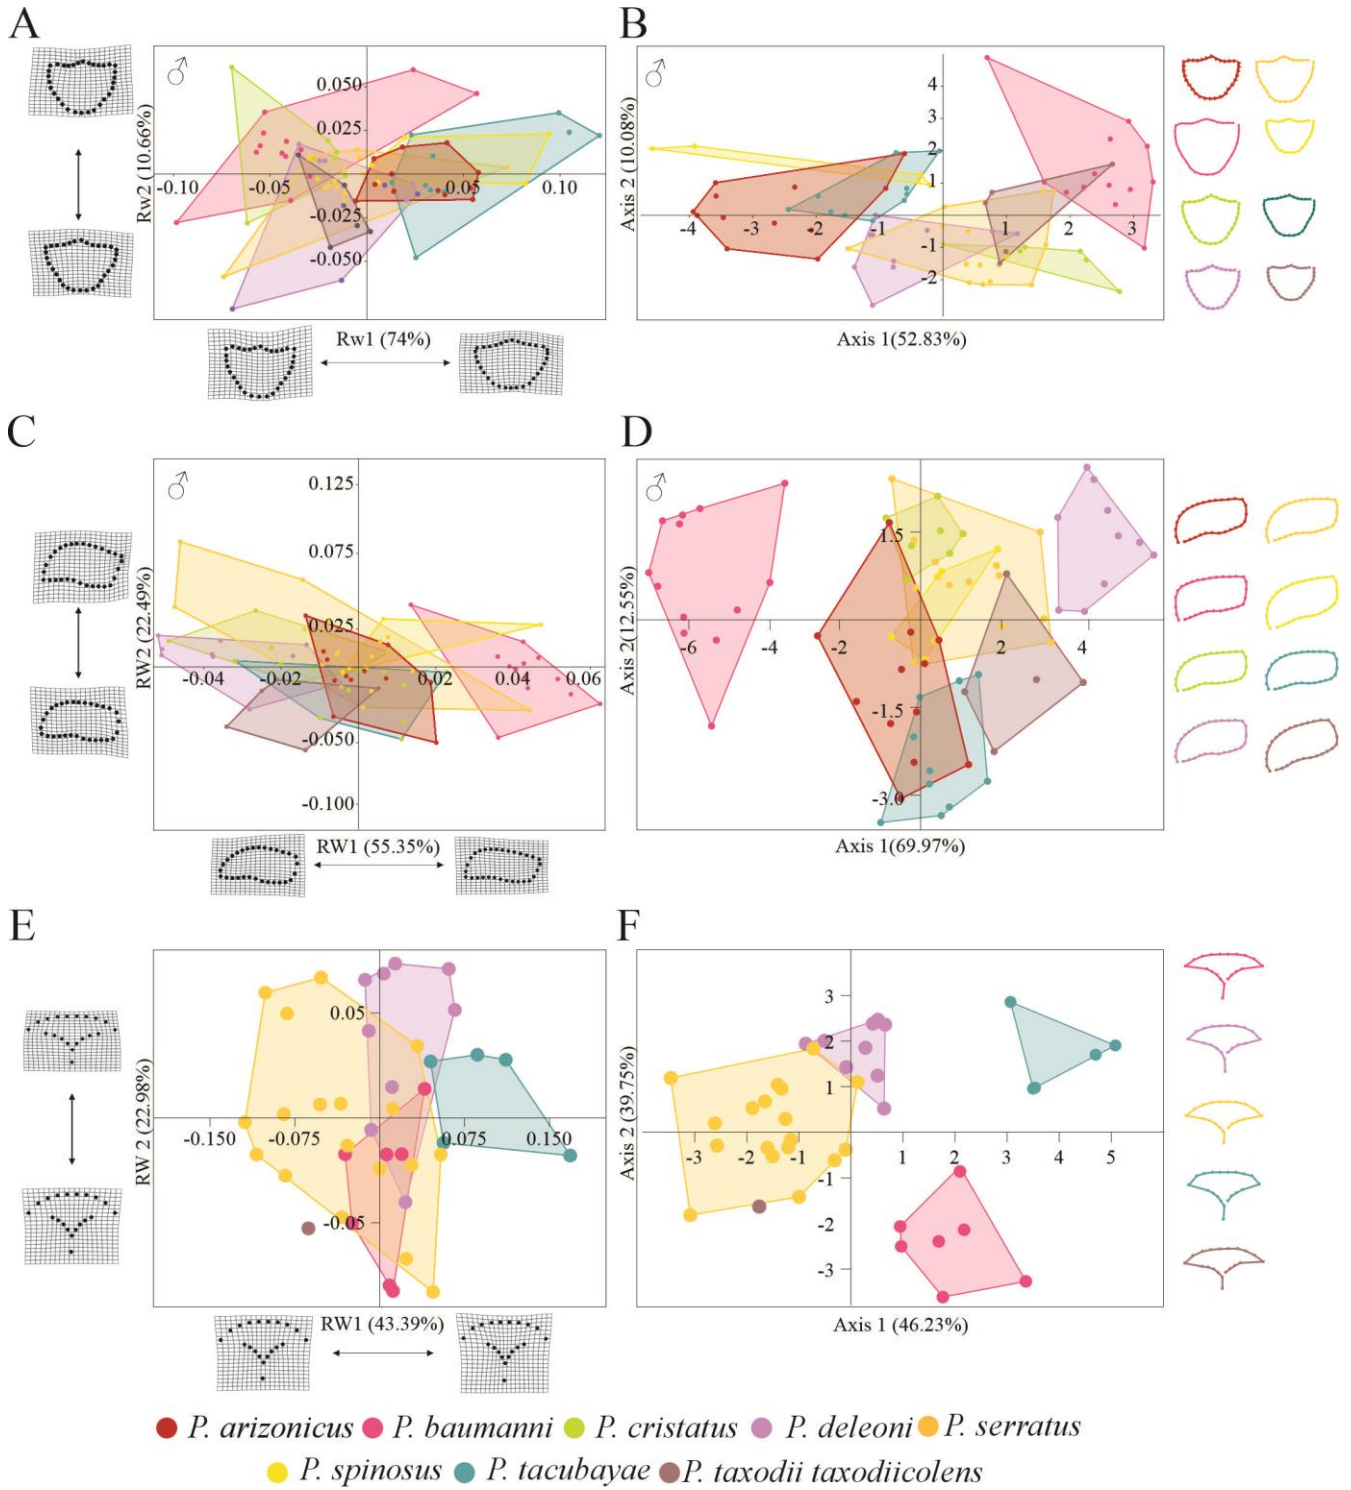 A
♂
Rw2 (10.66%)
0.050
0.025
-0.10 -0.05 0.05 0.10
-0.025
-0.050
Rw1 (74%)
B
♂
Axis 2 (10.08%)
4
3
2
1
-4 -3 -2 -1 1 2 3
-1
-2
Axis 1(52.83%)
C
♂
RW2 (22.49%)
0.125
0.075
0.025
-0.04 -0.02 0.02 0.04 0.06
-0.050
-0.100
RW1 (55.35%)
D
♂
Axis 2(12.55%)
1.5
-6 -4 -2 2 4
-1.5
-3.0
Axis 1(69.97%)
E
RW 2 (22.98%)
0.05
-0.150 -0.075 0.075 0.150
-0.05
RW1 (43.39%)
F
Axis 2 (39.75%)
3
2
1
-3 -2 -1 1 2 3 4 5
-1
-2
-3
Axis 1 (46.23%)
P. arizonicus P. baumanni P. cristatus P. deleoni P. serratus
P. spinosus P. tacubayae P. taxodii taxodiicolens